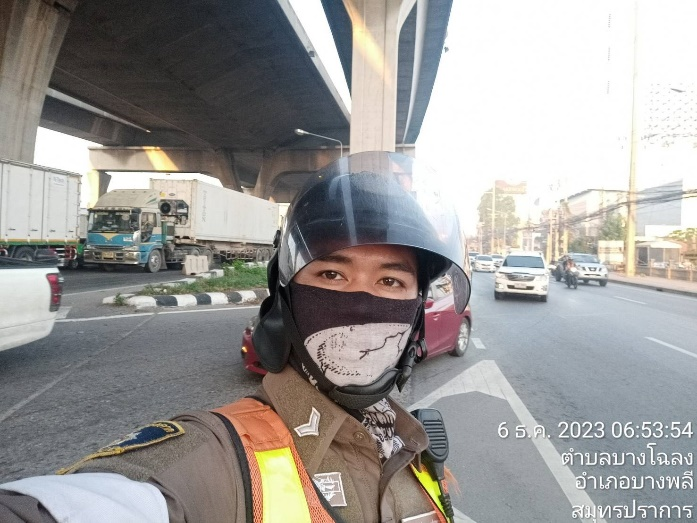 6 ธ.ค. 2023 06:53:54
ตำบลบางโฉลง
อำเภอบางพลี
สมุทรปราการ